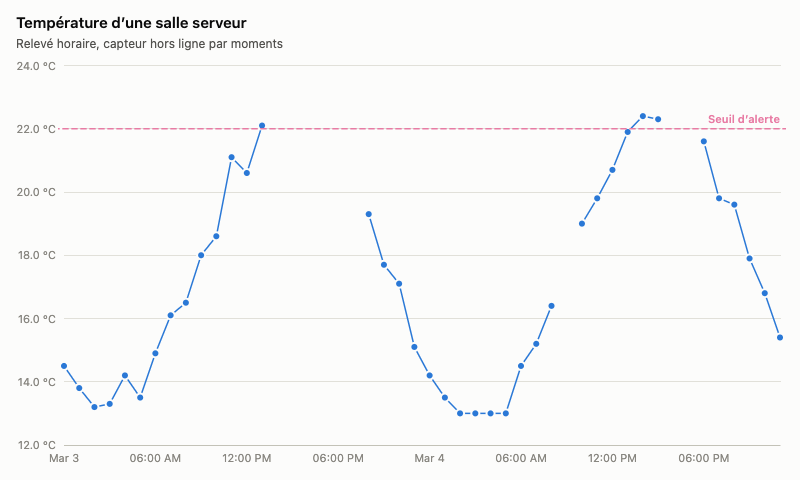 Température d’une salle serveur
Relevé horaire, capteur hors ligne par moments
24.0 °C
22.0 °C
20.0 °C
18.0 °C
16.0 °C
14.0 °C
12.0 °C
Seuil d’alerte
Mar 3
06:00 AM
12:00 PM
06:00 PM
Mar 4
06:00 AM
12:00 PM
06:00 PM